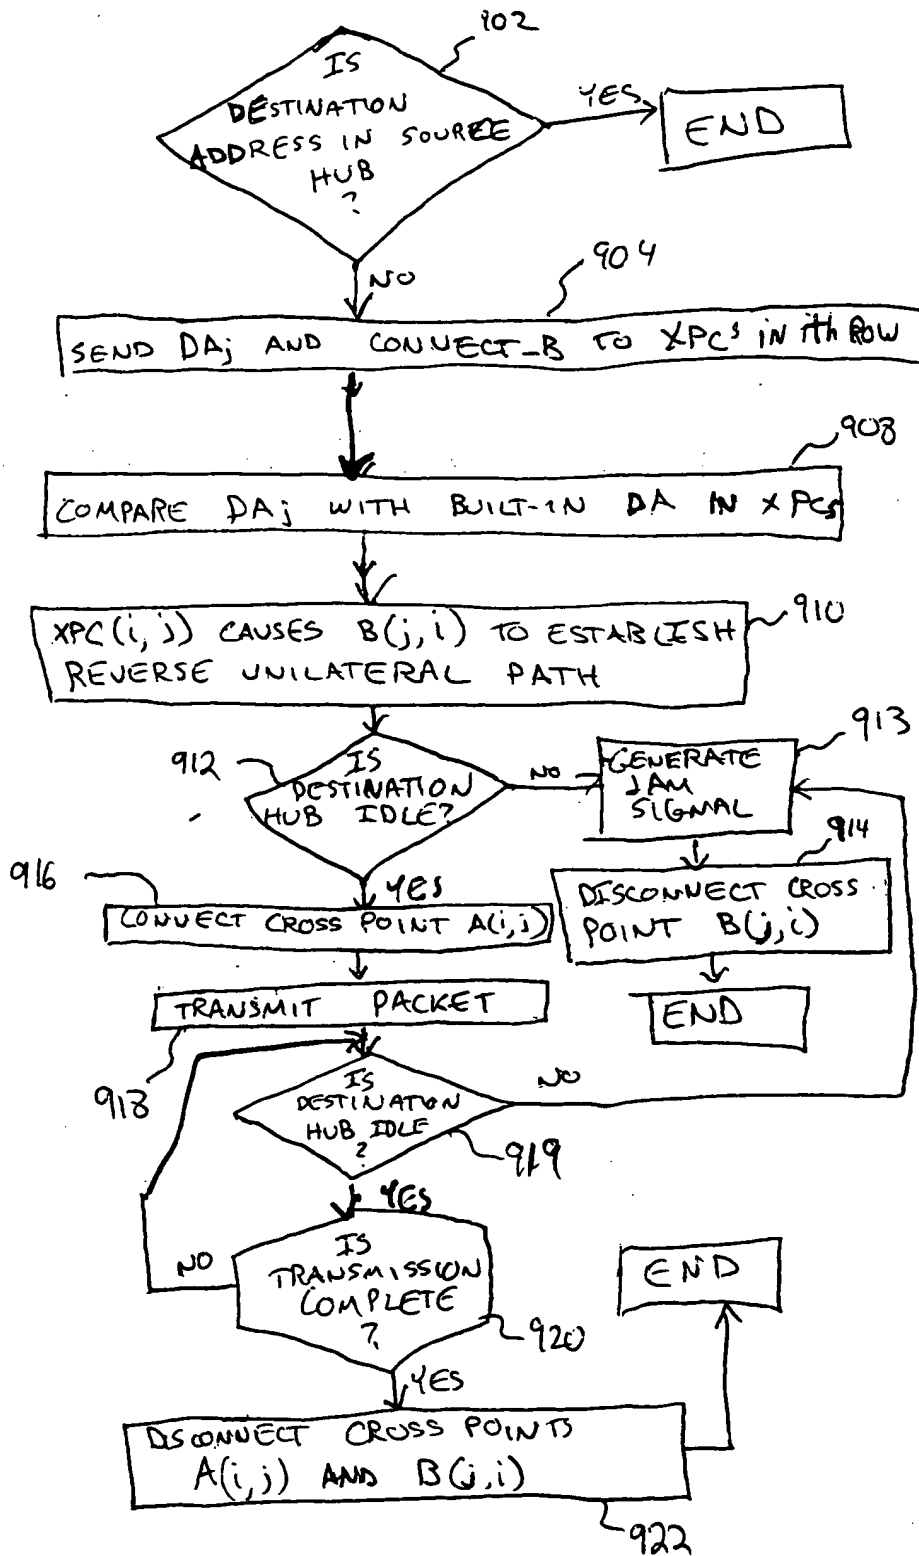 902
IS
DESTINATION
ADDRESS IN SOURCE
HUB
?
YES
END
NO
904
SEND DAj AND CONNECT_B TO XPCs IN ith ROW
908
COMPARE DAj WITH BUILT-IN DA IN XPCs
910
XPC(i, j) CAUSES B(j, i) TO ESTABLISH
REVERSE UNILATERAL PATH
912
IS
DESTINATION
HUB IDLE?
NO
913
GENERATE
JAM
SIGNAL
914
DISCONNECT CROSS
POINT B(j, i)
END
YES
916
CONNECT CROSS POINT A(i, j)
TRANSMIT PACKET
918
IS
DESTINATION
HUB IDLE
?
NO
919
YES
IS
TRANSMISSION
COMPLETE
?
NO
920
YES
END
DISCONNECT CROSS POINTS
A(i, j) AND B(j, i)
922